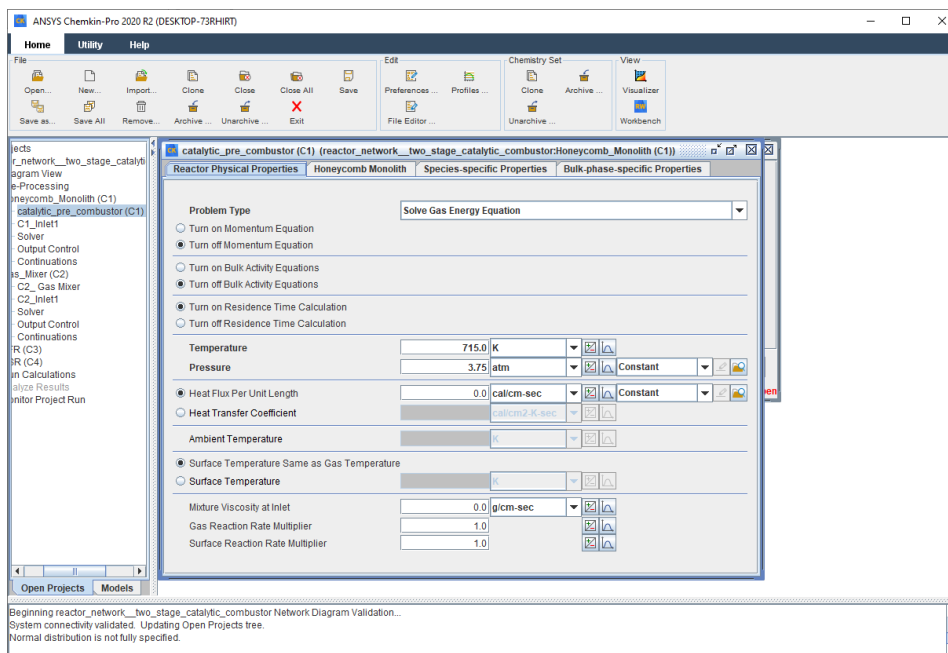 ANSYS Chemkin-Pro 2020 R2 (DESKTOP-73RHIRT)
Home Utility Help
File Edit Chemistry Set View
Open... New... Import... Clone Close Close All Save Preferences ... Profiles ... Clone Archive ... Visualizer
Save as... Save All Remove... Archive ... Unarchive ... Exit File Editor ... Unarchive ... Workbench
jects
r_network__two_stage_catalyti
agram View
e-Processing
oneycomb_Monolith (C1)
catalytic_pre_combustor (C1)
C1_Inlet1
Solver
Output Control
Continuations
as_Mixer (C2)
C2_ Gas Mixer
C2_Inlet1
Solver
Output Control
Continuations
FR (C3)
SR (C4)
un Calculations
nalyze Results
onitor Project Run
Open Projects Models
catalytic_pre_combustor (C1) (reactor_network__two_stage_catalytic_combustor:Honeycomb_Monolith (C1))
Reactor Physical Properties Honeycomb Monolith Species-specific Properties Bulk-phase-specific Properties
Problem Type Solve Gas Energy Equation
Turn on Momentum Equation
Turn off Momentum Equation
Turn on Bulk Activity Equations
Turn off Bulk Activity Equations
Turn on Residence Time Calculation
Turn off Residence Time Calculation
Temperature 715.0 K
Pressure 3.75 atm Constant
Heat Flux Per Unit Length 0.0 cal/cm-sec Constant
Heat Transfer Coefficient cal/cm2-K-sec
Ambient Temperature K
Surface Temperature Same as Gas Temperature
Surface Temperature K
Mixture Viscosity at Inlet 0.0 g/cm-sec
Gas Reaction Rate Multiplier 1.0
Surface Reaction Rate Multiplier 1.0
pen
Beginning reactor_network__two_stage_catalytic_combustor Network Diagram Validation...
System connectivity validated. Updating Open Projects tree.
Normal distribution is not fully specified.